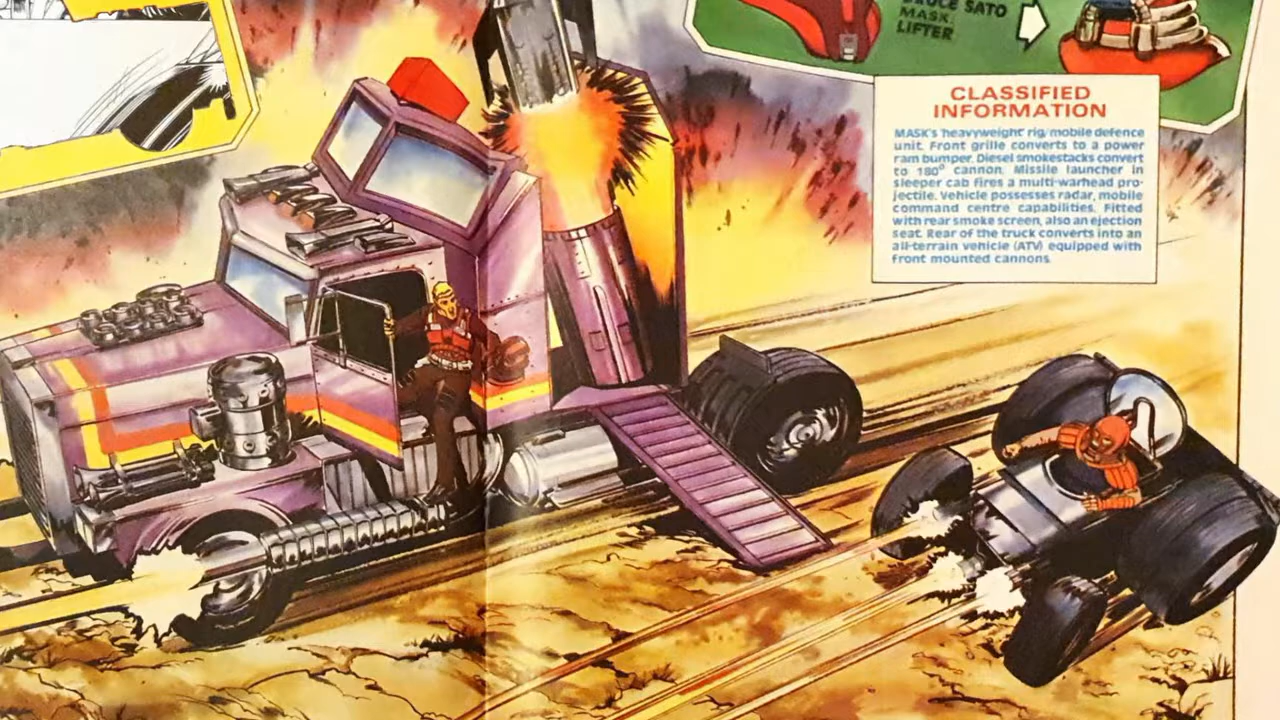 BRUCE SATO
MASK.
LIFTER
CLASSIFIED
INFORMATION
MASK's 'heavyweight' rig/mobile defence
unit. Front grille converts to a power
ram bumper. Diesel smokestacks convert
to 180° cannon. Missile launcher in
sleeper cab fires a multi-warhead pro-
jectile. Vehicle possesses radar, mobile
command centre capabilities. Fitted
with rear smoke screen, also an ejection
seat. Rear of the truck converts into an
all-terrain vehicle (ATV) equipped with
front mounted cannons.